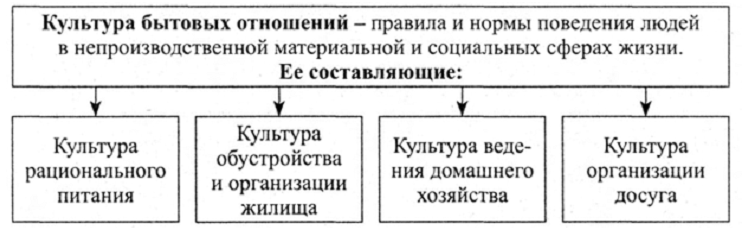 Культура бытовых отношений – правила и нормы поведения людей
в непроизводственной материальной и социальных сферах жизни.
Ее составляющие:
Культура
рационального
питания
Культура
обустройства
и организации
жилища
Культура веде-
ния домашнего
хозяйства
Культура
организации
досуга